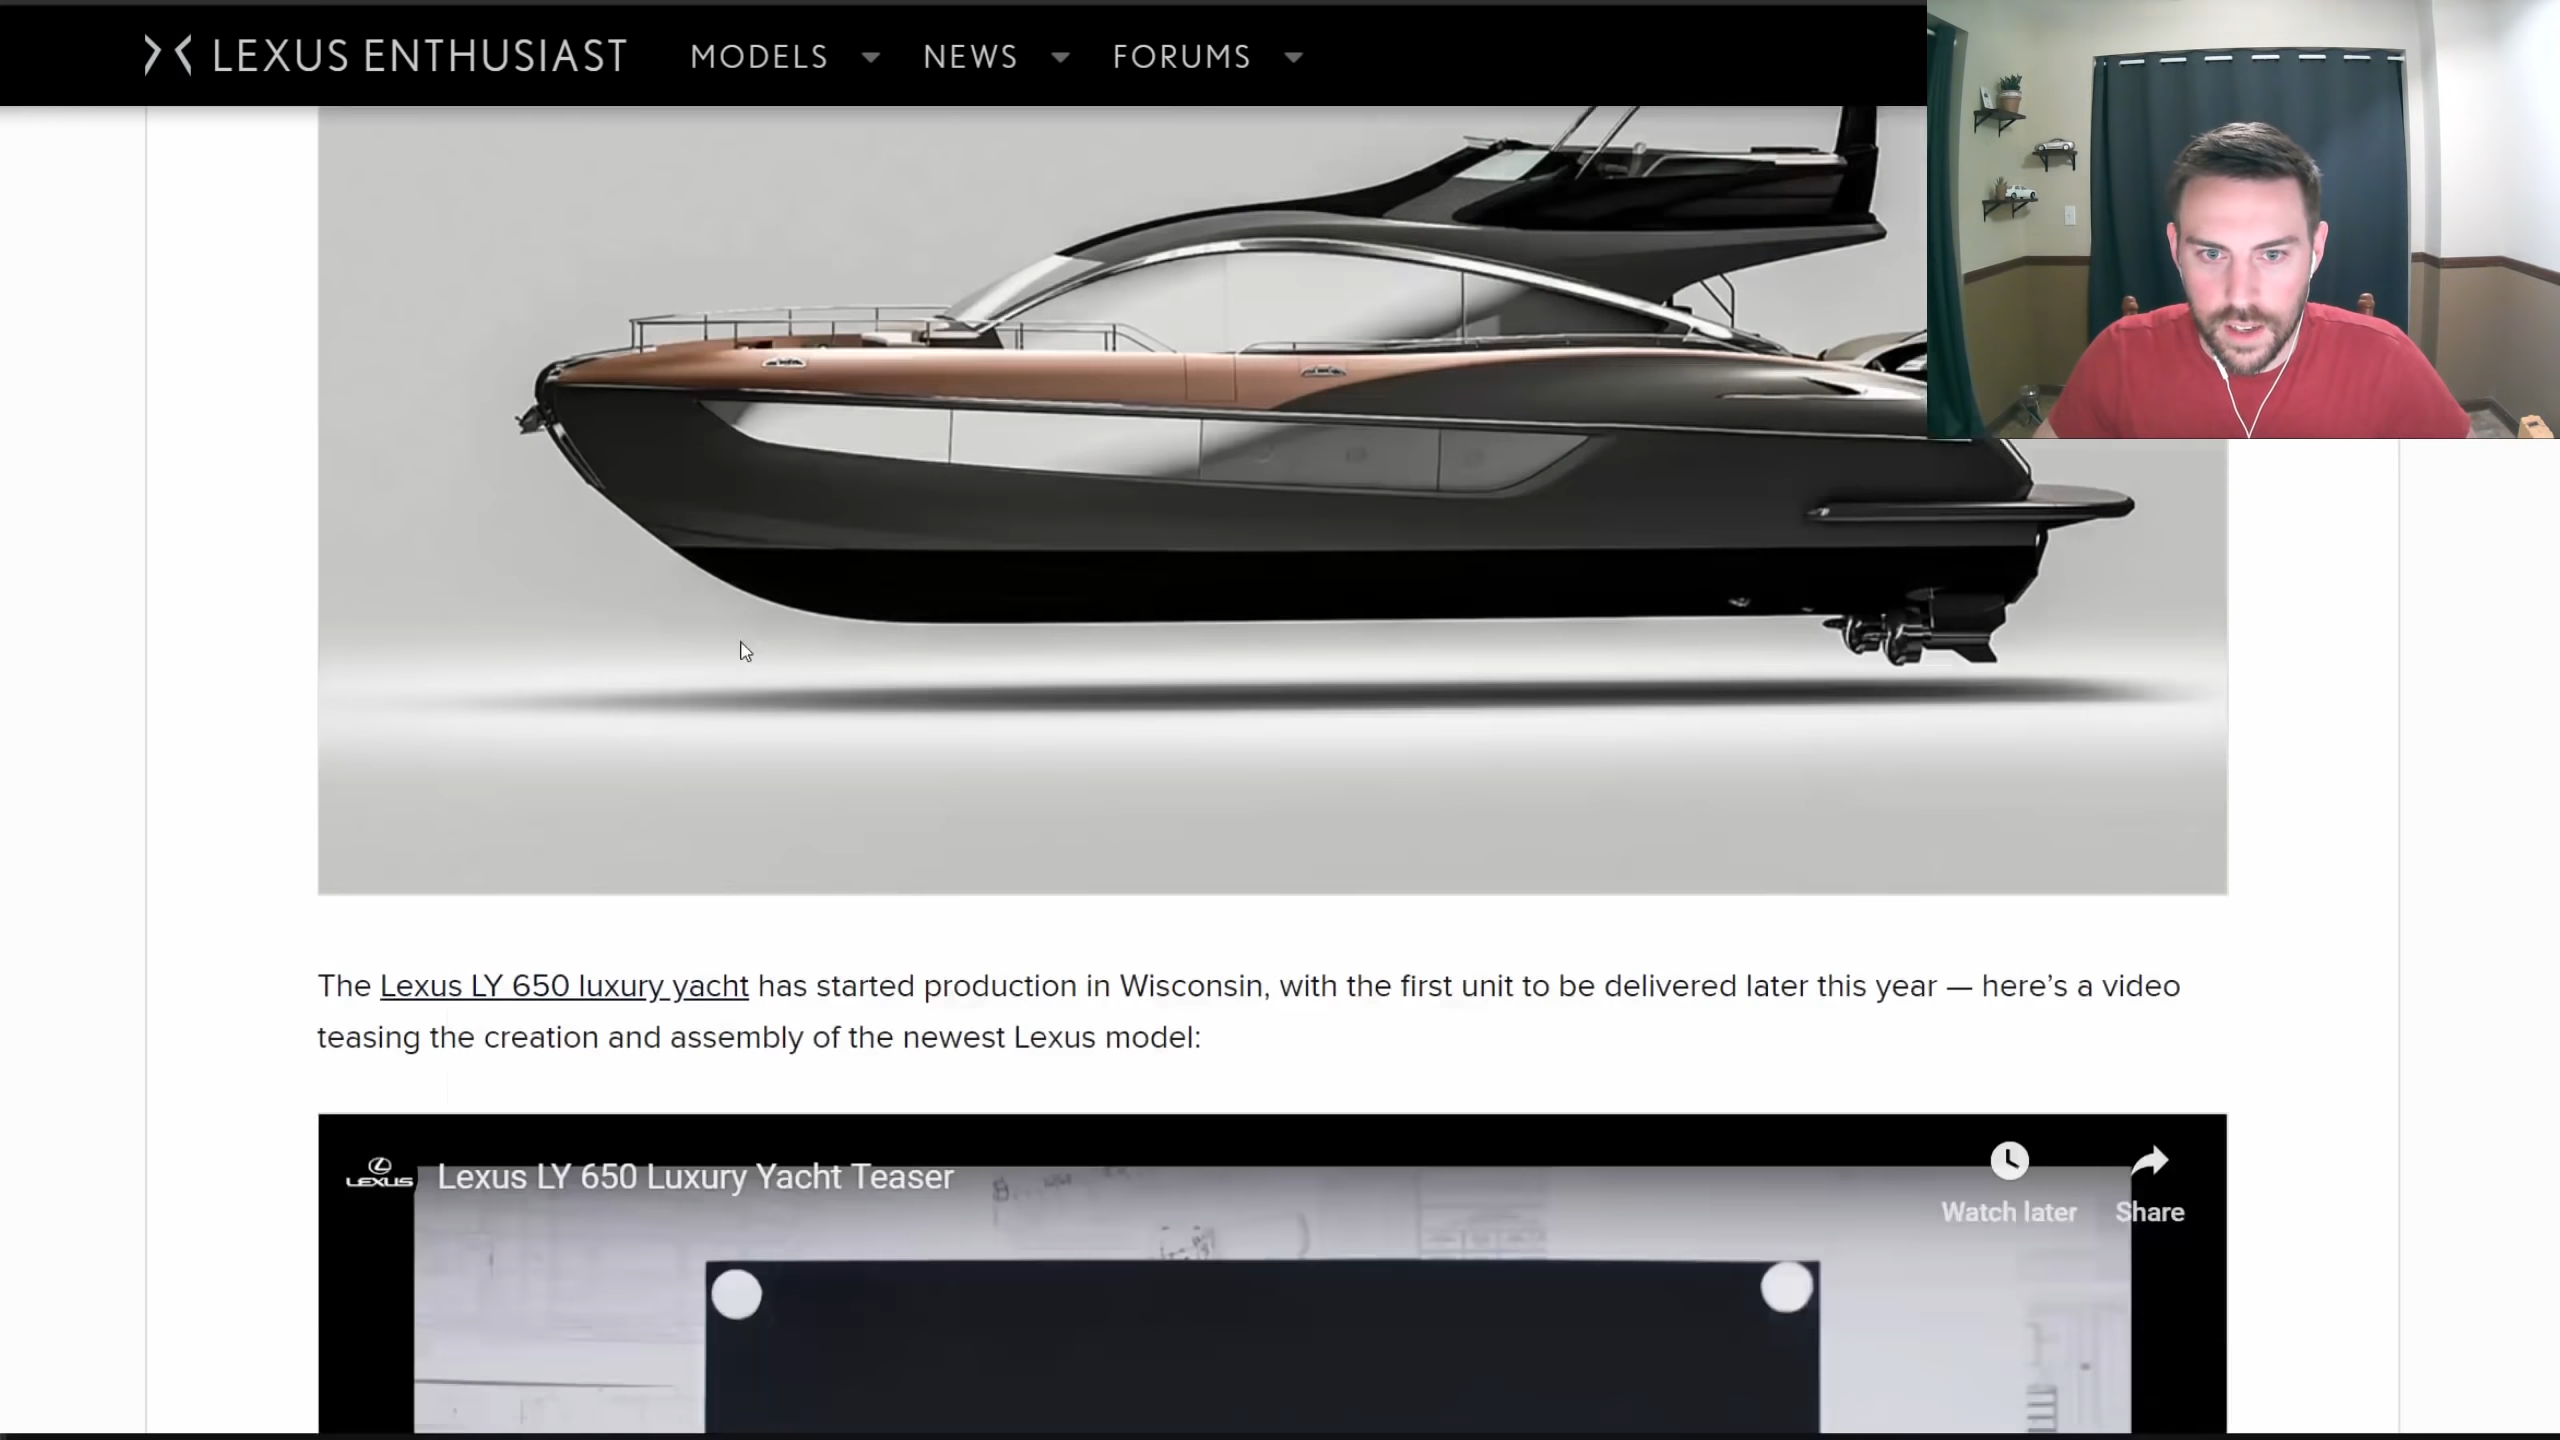 LEXUS ENTHUSIAST MODELS NEWS FORUMS
The Lexus LY 650 luxury yacht has started production in Wisconsin, with the first unit to be delivered later this year — here’s a video
teasing the creation and assembly of the newest Lexus model:
LEXUS Lexus LY 650 Luxury Yacht Teaser
Watch later Share